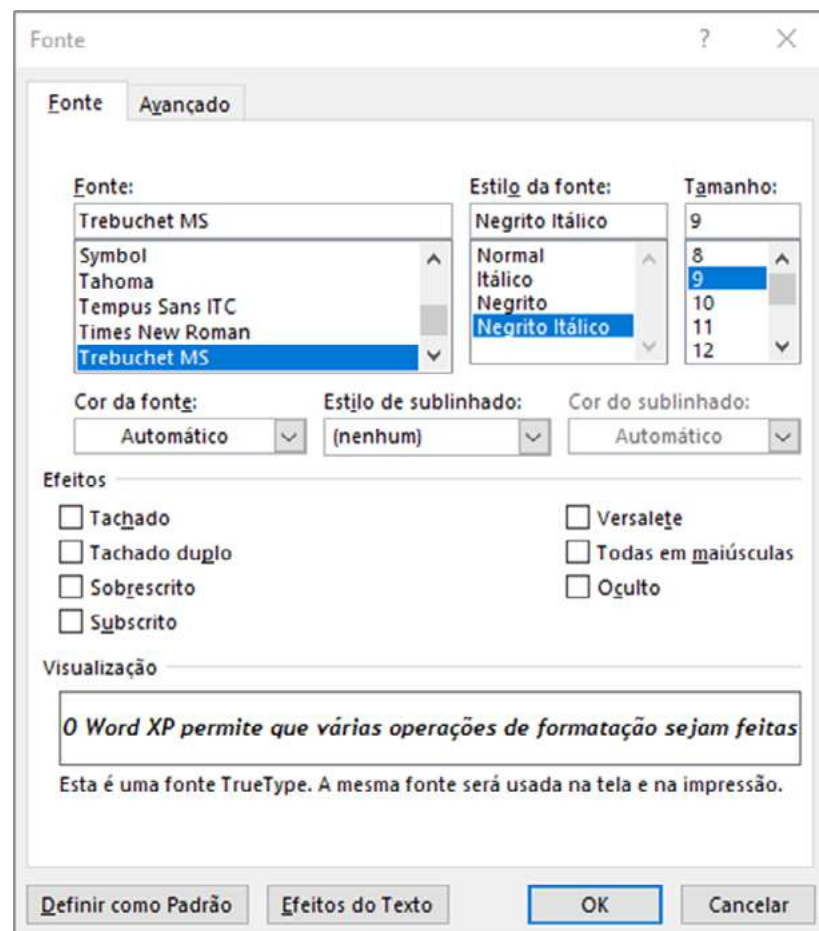 Fonte ?
Fonte Avançado
Fonte: Estilo da fonte: Tamanho:
Trebuchet MS Negrito Itálico 9
Symbol Normal 8
Tahoma Itálico 9
Tempus Sans ITC Negrito 10
Times New Roman Negrito Itálico 11
Trebuchet MS 12
Cor da fonte: Estilo de sublinhado: Cor do sublinhado:
Automático (nenhum) Automático
Efeitos
Tachado Versalete
Tachado duplo Todas em maiúsculas
Sobrescrito Oculto
Subscrito
Visualização
O Word XP permite que várias operações de formatação sejam feitas
Esta é uma fonte TrueType. A mesma fonte será usada na tela e na impressão.
Definir como Padrão Efeitos do Texto OK Cancelar